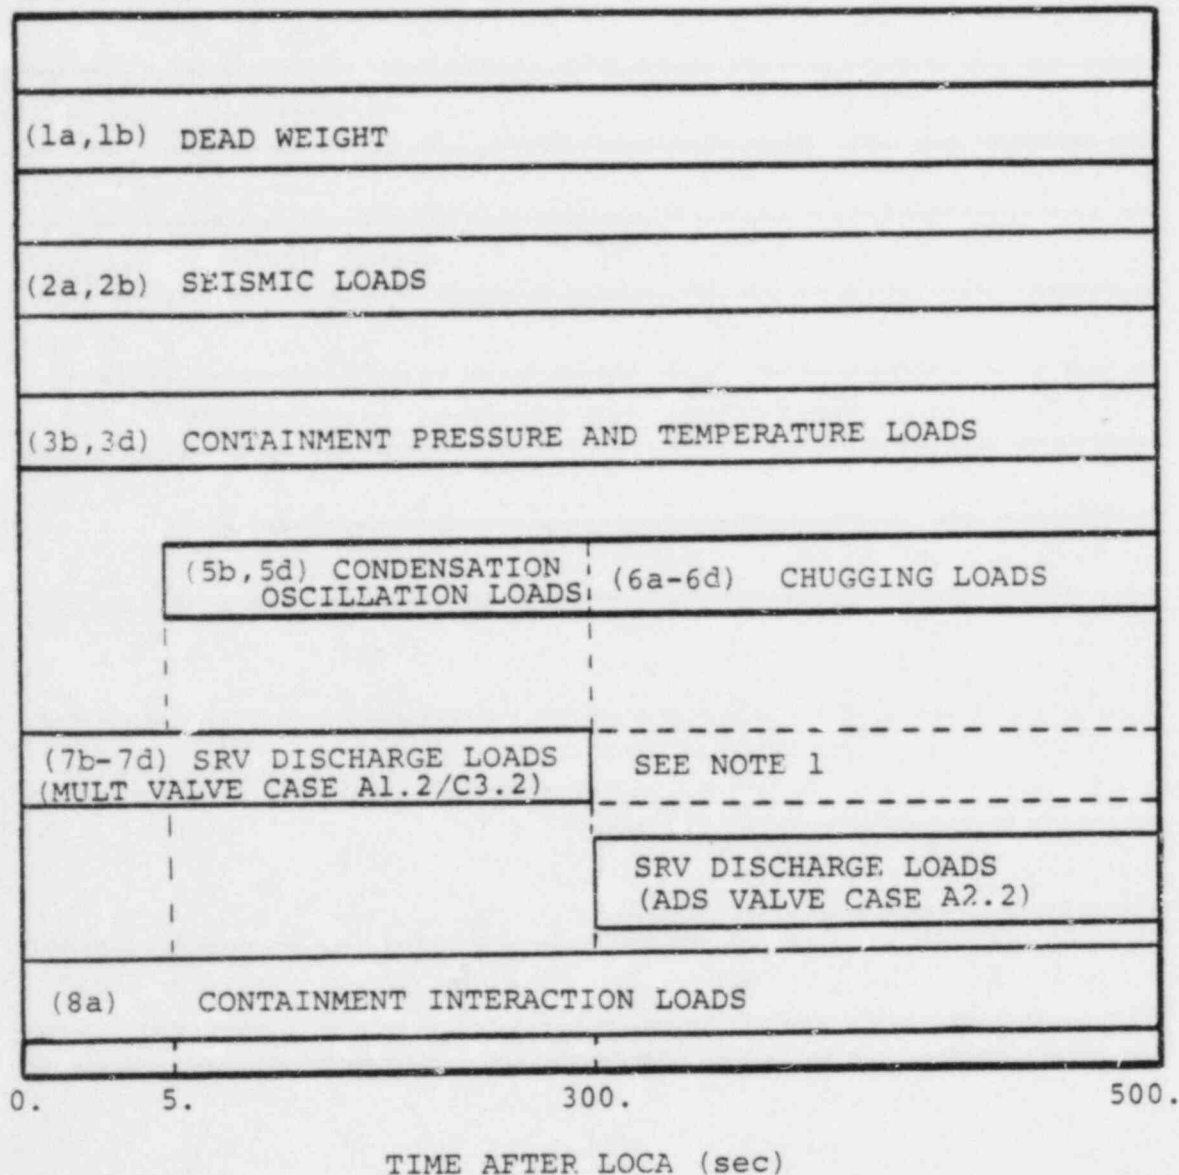 (1a,1b) DEAD WEIGHT
(2a,2b) SEISMIC LOADS
(3b,3d) CONTAINMENT PRESSURE AND TEMPERATURE LOADS
(5b,5d) CONDENSATION
OSCILLATION LOADS
(6a-6d) CHUGGING LOADS
(7b-7d) SRV DISCHARGE LOADS
(MULT VALVE CASE A1.2/C3.2)
SEE NOTE 1
SRV DISCHARGE LOADS
(ADS VALVE CASE A2.2)
(8a) CONTAINMENT INTERACTION LOADS
0. 5. 300. 500.
TIME AFTER LOCA (sec)